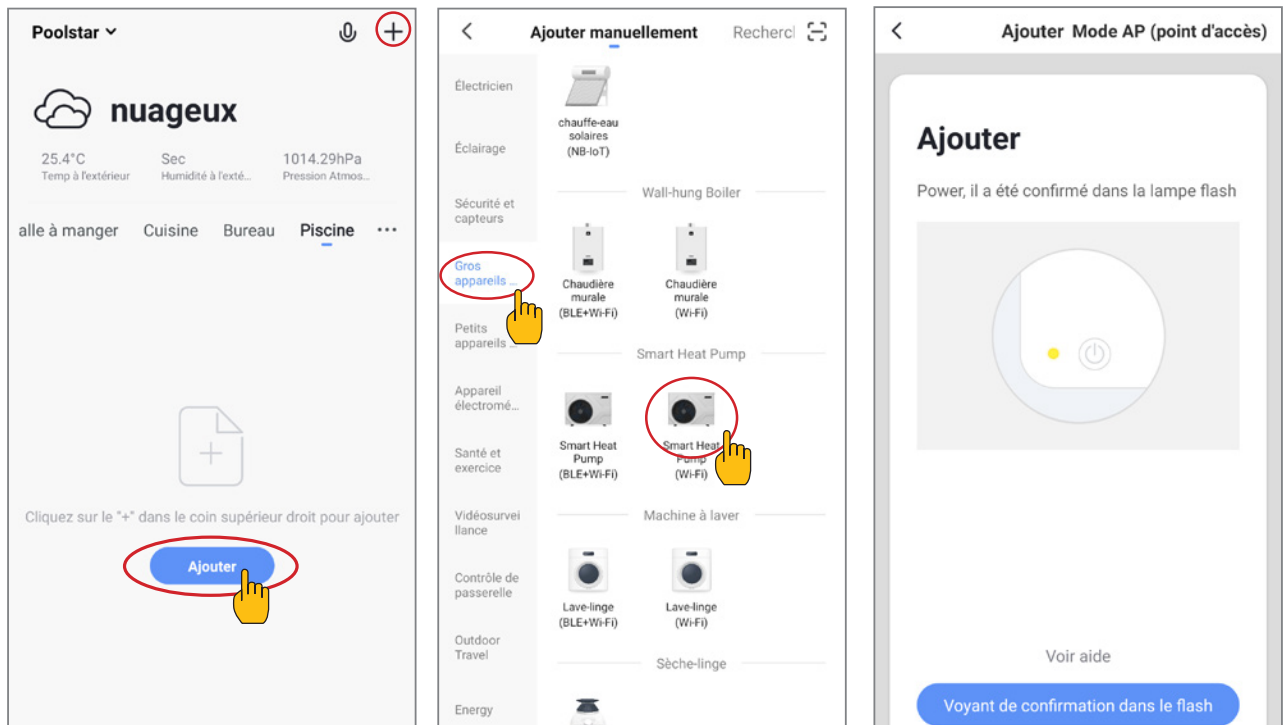 Poolstar
nuageux
25.4°C Sec 1014.29hPa
Temp à l'extérieur Humidité à l'exté... Pression Atmos...
alle à manger Cuisine Bureau Piscine ...
Cliquez sur le "+" dans le coin supérieur droit pour ajouter
Ajouter
Ajouter manuellement Recherc
Électricien
Éclairage
Sécurité et
capteurs
Gros
appareils ...
Petits
appareils ...
Appareil
électromé...
Santé et
exercice
Vidéosurvei
llance
Contrôle de
passerelle
Outdoor
Travel
Energy
chauffe-eau
solaires
(NB-IoT)
Wall-hung Boiler
Chaudière
murale
(BLE+Wi-Fi)
Chaudière
murale
(Wi-Fi)
Smart Heat Pump
Smart Heat
Pump
(BLE+Wi-Fi)
Smart Heat
Pump
(Wi-Fi)
Machine à laver
Lave-linge
(BLE+Wi-Fi)
Lave-linge
(Wi-Fi)
Sèche-linge
Ajouter Mode AP (point d'accès)
Ajouter
Power, il a été confirmé dans la lampe flash
Voir aide
Voyant de confirmation dans le flash